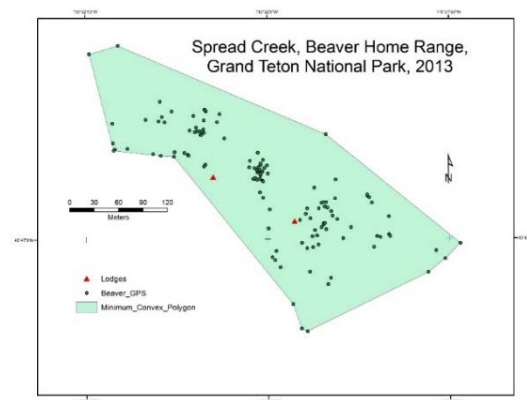 Spread Creek, Beaver Home Range,
Grand Teton National Park, 2013
N
0 30 60 90 120
Meters
Lodges
Beaver_GPS
Minimum_Convex_Polygon